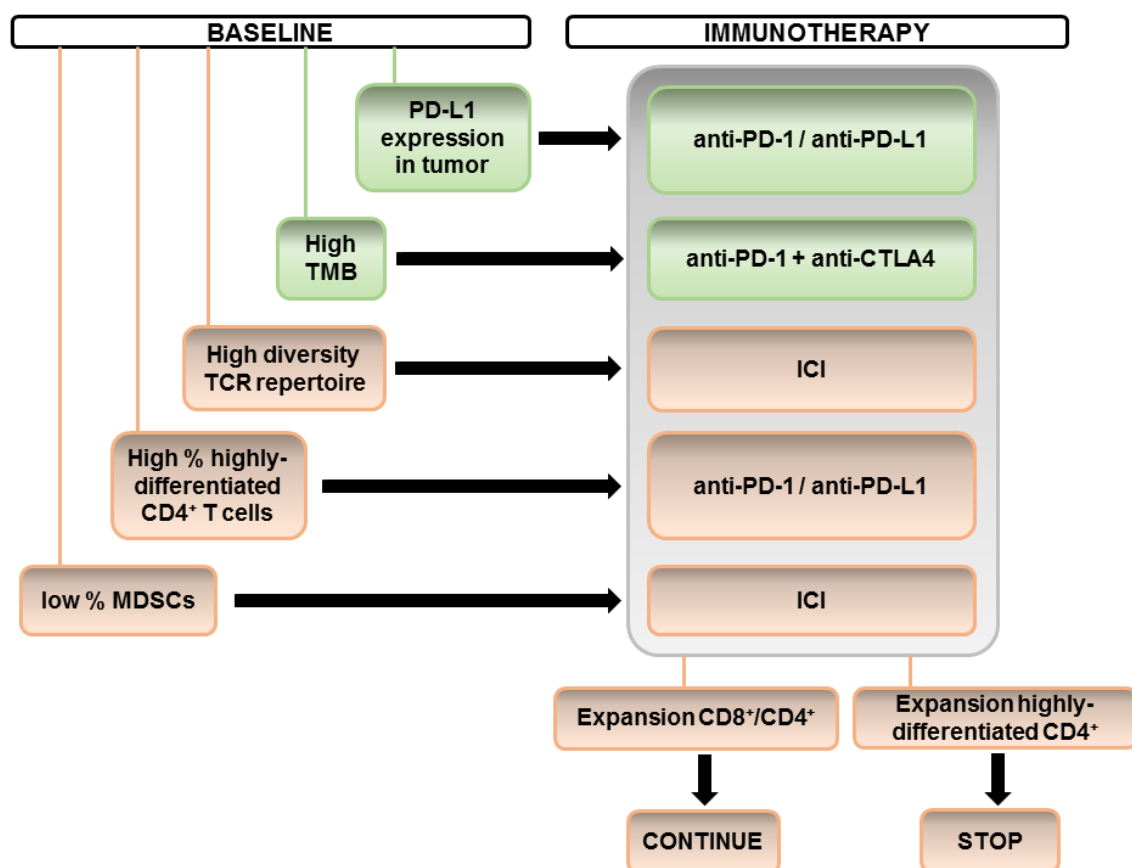 BASELINE
IMMUNOTHERAPY
PD-L1
expression
in tumor
anti-PD-1 / anti-PD-L1
High
TMB
anti-PD-1 + anti-CTLA4
High diversity
TCR repertoire
ICI
High % highly-
differentiated
CD4⁺ T cells
anti-PD-1 / anti-PD-L1
low % MDSCs
ICI
Expansion CD8⁺/CD4⁺
Expansion highly-
differentiated CD4⁺
CONTINUE
STOP